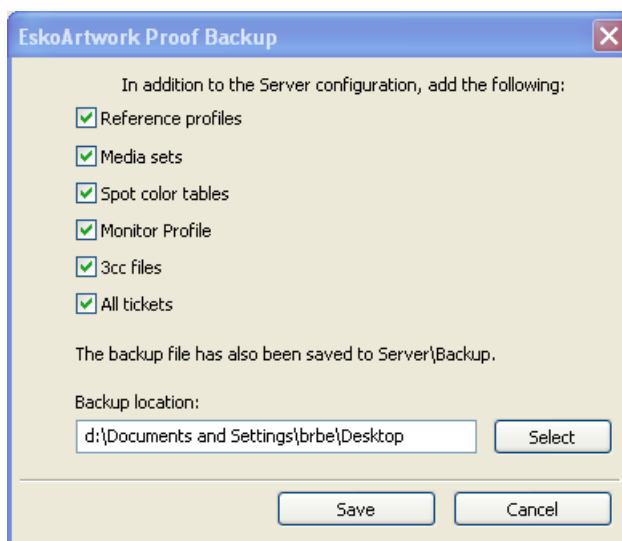 EskoArtwork Proof Backup
In addition to the Server configuration, add the following:
Reference profiles
Media sets
Spot color tables
Monitor Profile
3cc files
All tickets
The backup file has also been saved to Server\Backup.
Backup location:
d:\Documents and Settings\brbe\Desktop
Select
Save
Cancel